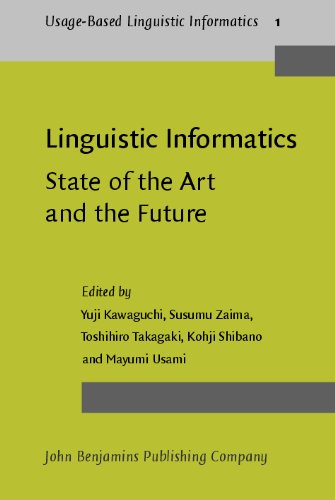 Usage-Based Linguistic Informatics 1
Linguistic Informatics
State of the Art
and the Future
Edited by
Yuji Kawaguchi, Susumu Zaima,
Toshihiro Takagaki, Kohji Shibano
and Mayumi Usami
John Benjamins Publishing Company